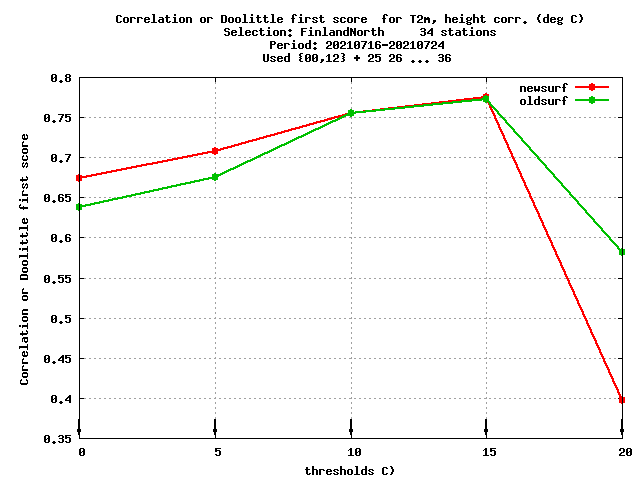 Correlation or Doolittle first score  for T2m, height corr. (deg C)
Selection: FinlandNorth     34 stations
Period: 20210716-20210724
Used {00,12} + 25 26 ... 36
newsurf
oldsurf
Correlation or Doolittle first score
0.8
0.75
0.7
0.65
0.6
0.55
0.5
0.45
0.4
0.35
0 5 10 15 20
thresholds C)